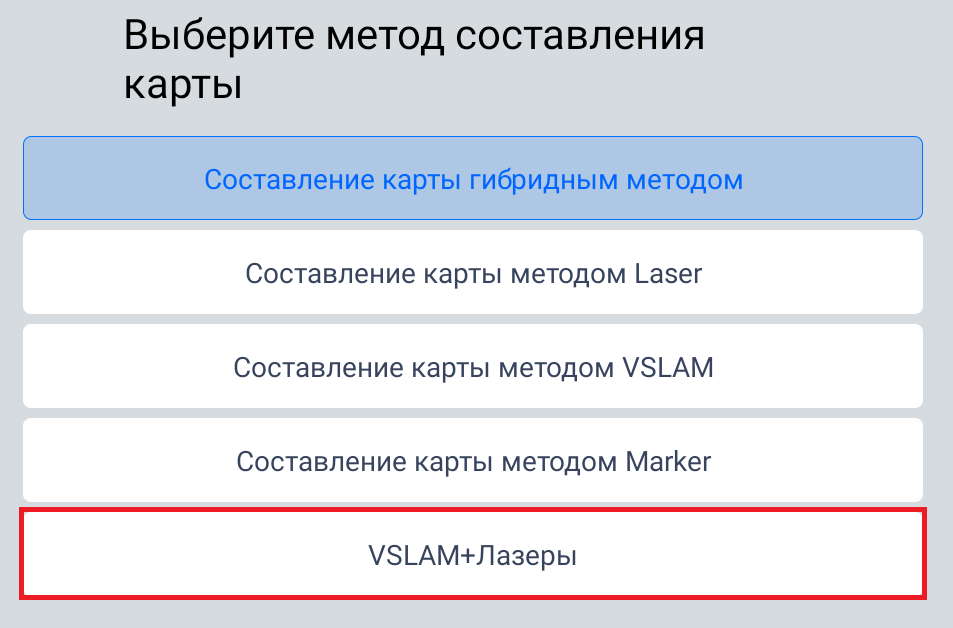 Выберите метод составления
карты
Составление карты гибридным методом
Составление карты методом Laser
Составление карты методом VSLAM
Составление карты методом Marker
VSLAM+Лазеры